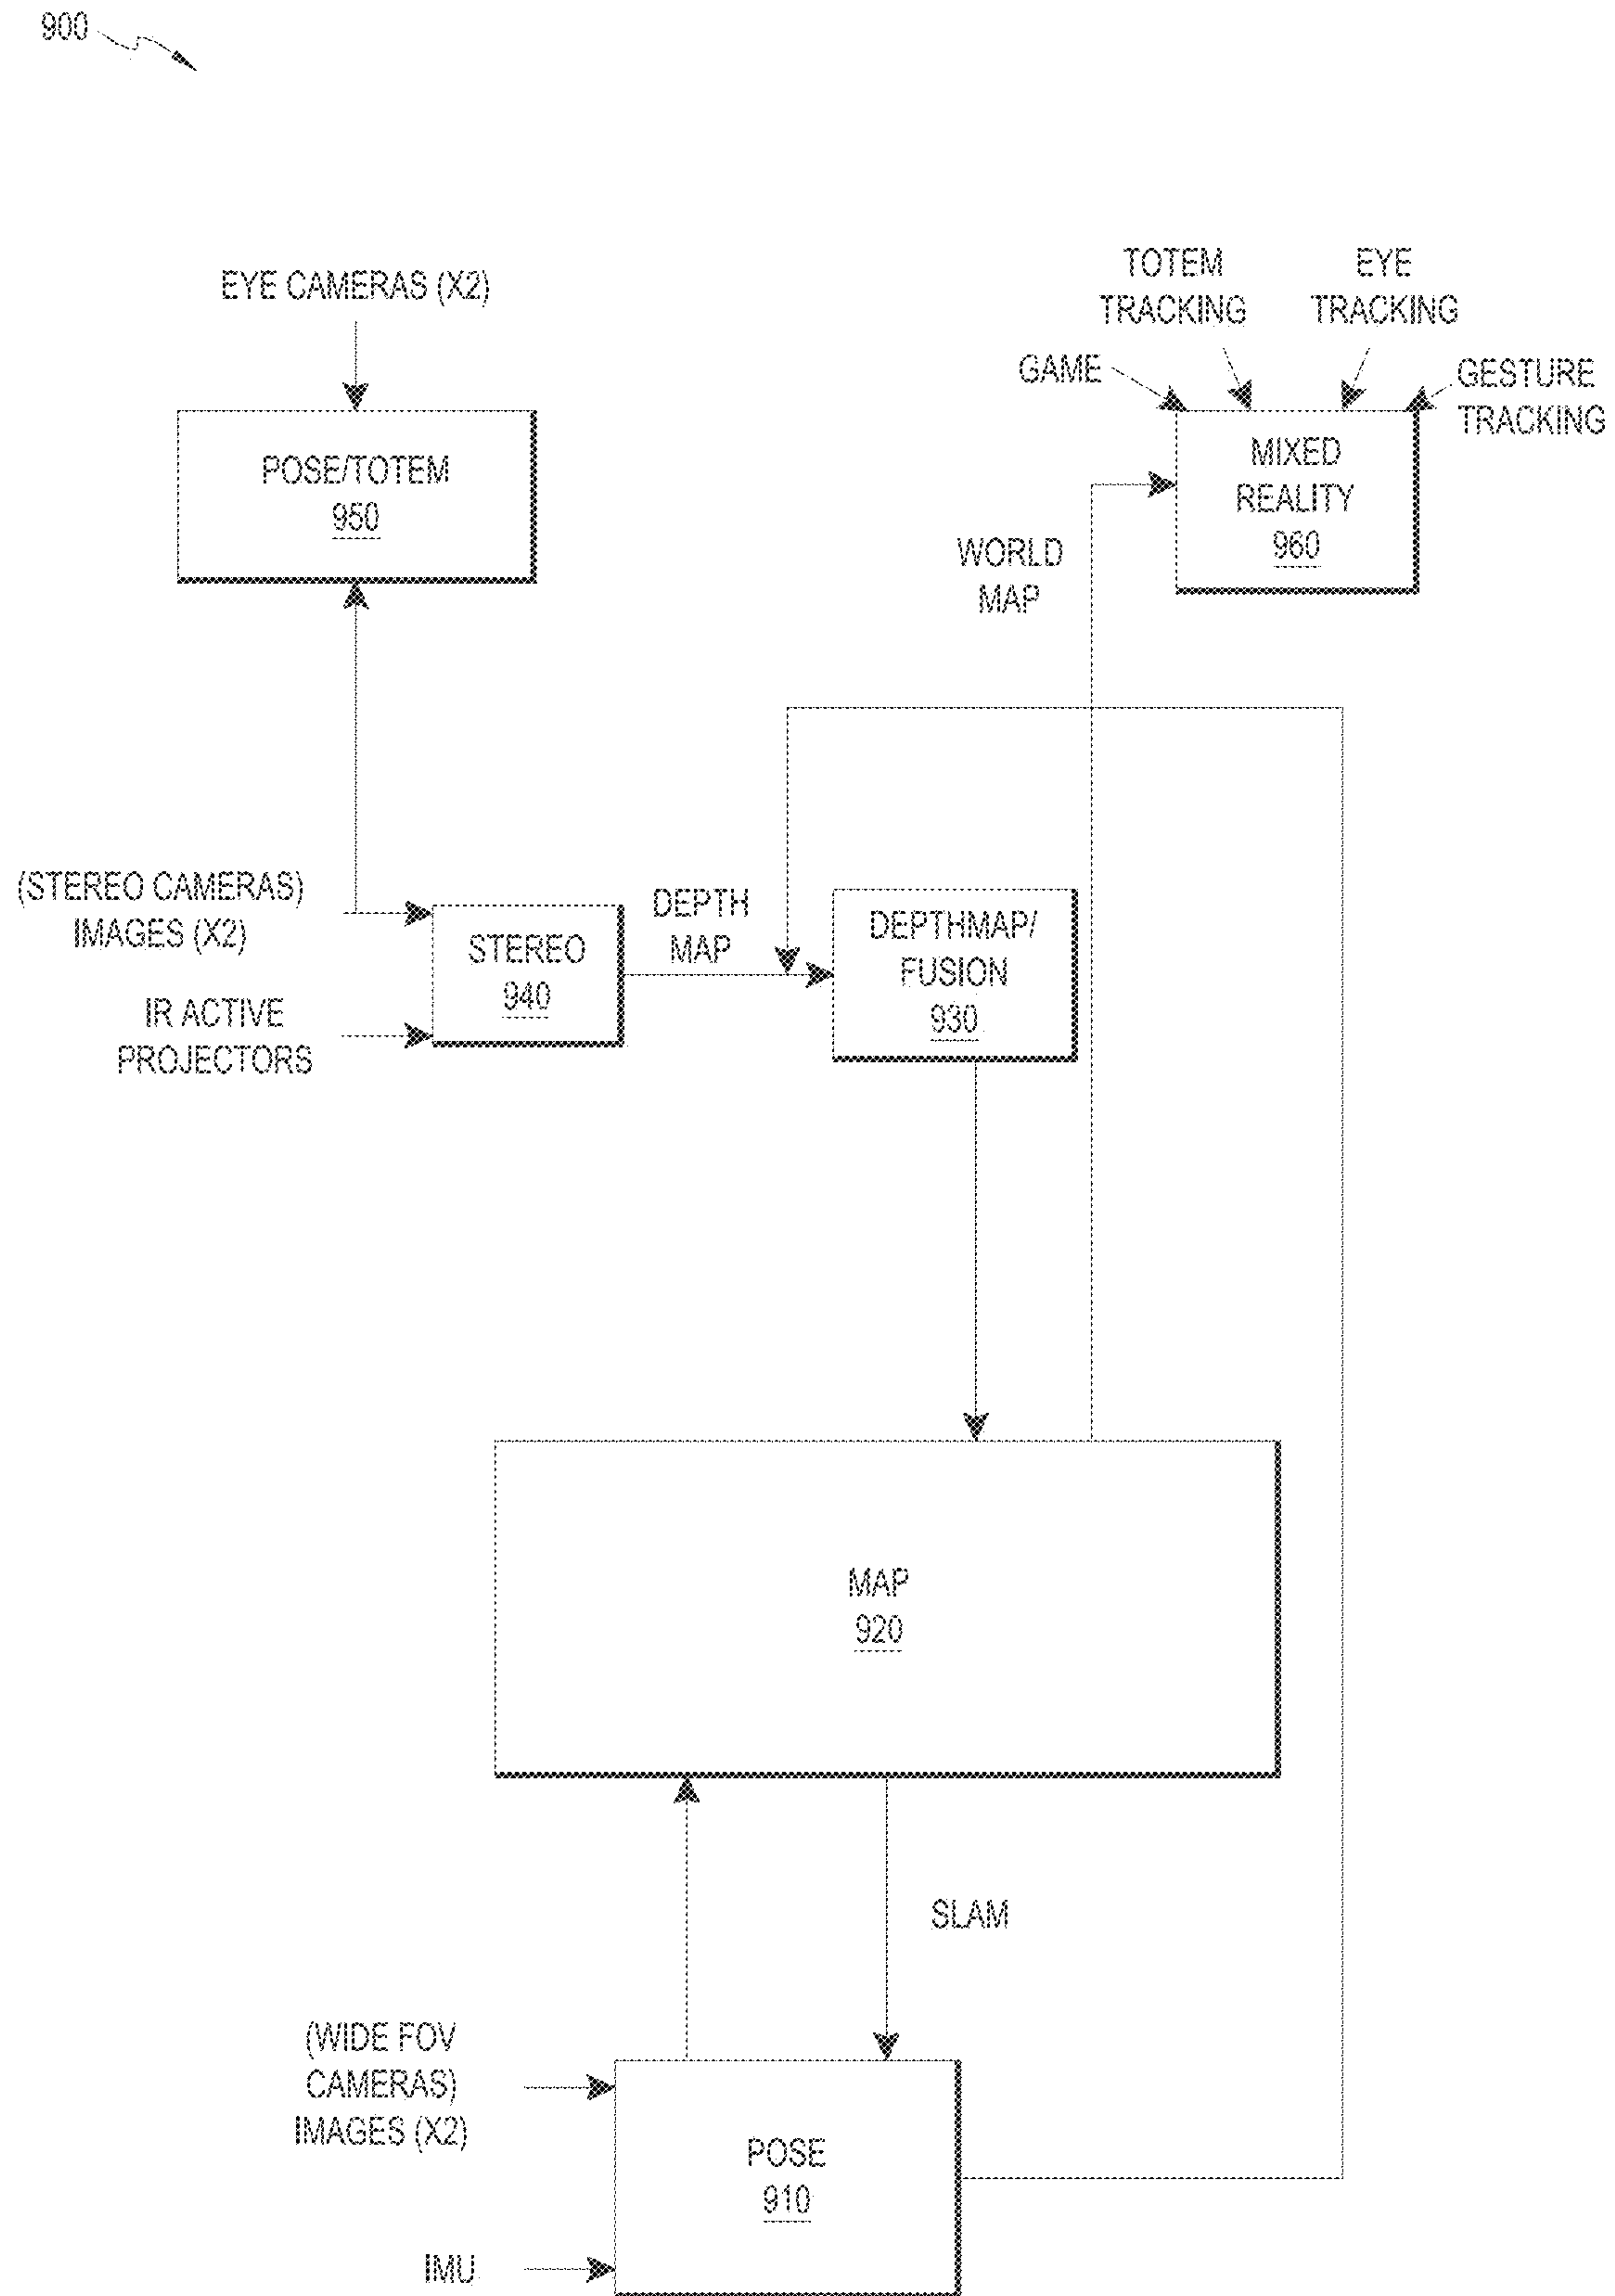 900
EYE CAMERAS (X2)
POSE/TOTEM
950
TOTEM
TRACKING
EYE
TRACKING
GAME
GESTURE
TRACKING
MIXED
REALITY
960
WORLD
MAP
(STEREO CAMERAS)
IMAGES (X2)
IR ACTIVE
PROJECTORS
STEREO
940
DEPTH
MAP
DEPTHMAP/
FUSION
930
MAP
920
SLAM
(WIDE FOV
CAMERAS)
IMAGES (X2)
IMU
POSE
910